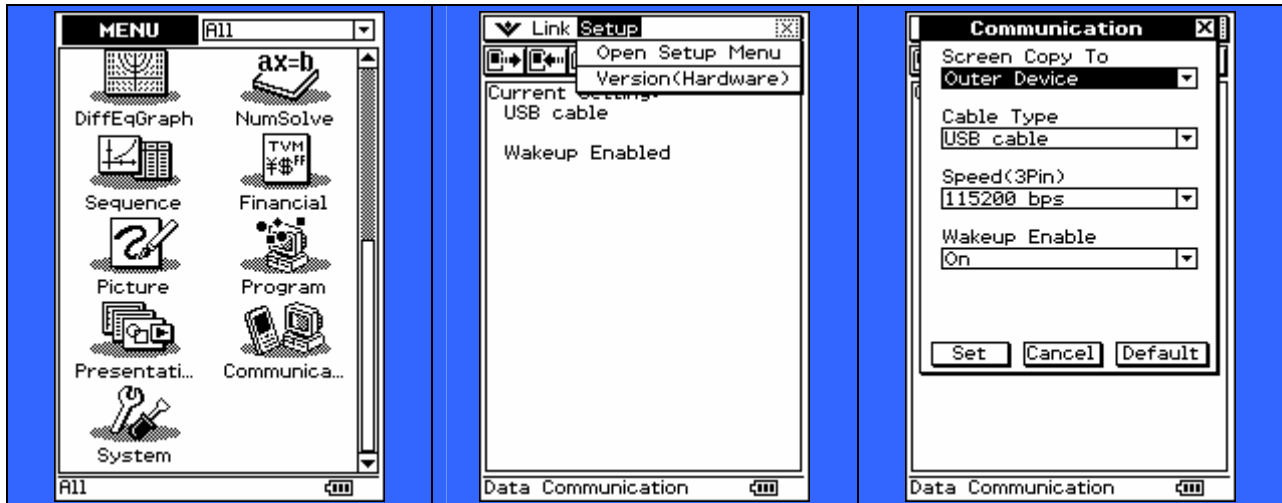 MENU All
ax=b
DiffEqGraph NumSolve
TVM
¥$FF
Sequence Financial
Picture Program
Presentati... Communica...
System
All
Link Setup
Open Setup Menu
Version(Hardware)
Current
USB cable
Wakeup Enabled
Data Communication
Communication
Screen Copy To
Outer Device
Cable Type
USB cable
Speed(3Pin)
115200 bps
Wakeup Enable
On
Set Cancel Default
Data Communication